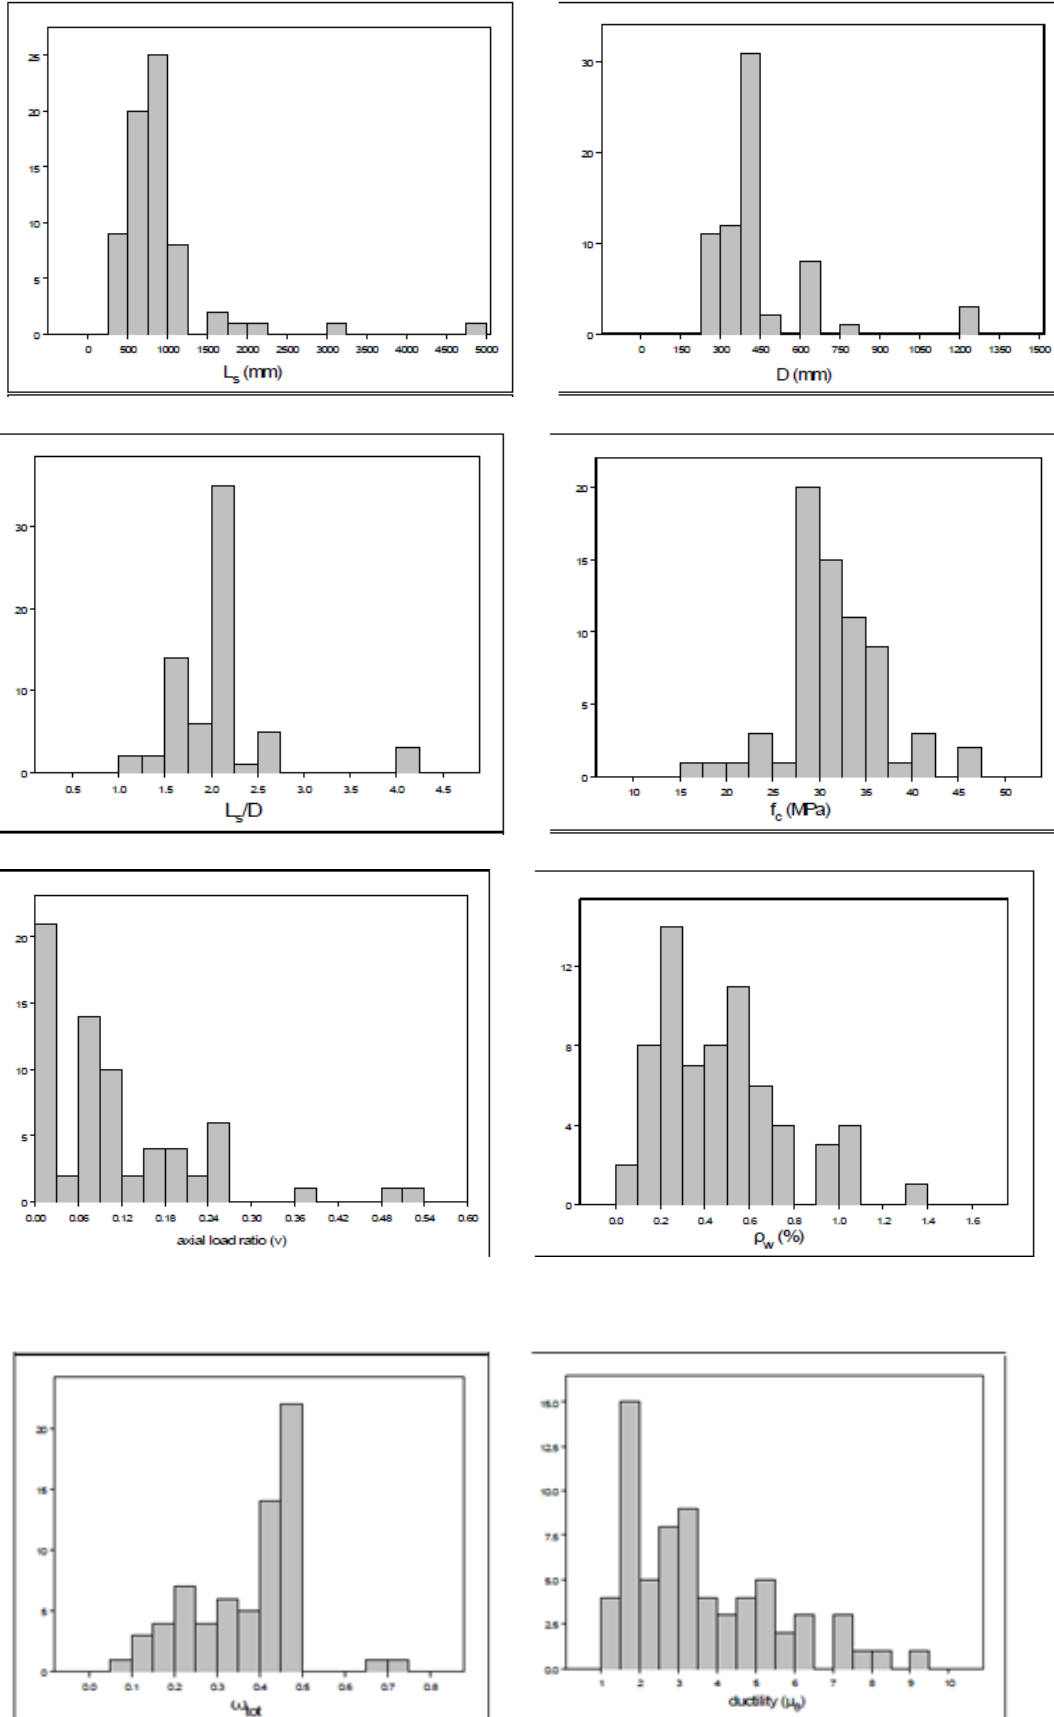 25
20
15
10
5
0
0 500 1000 1500 2000 2500 3000 3500 4000 4500 5000
Ls (mm)
30
20
10
0
0 150 300 450 600 750 900 1050 1200 1350 1500
D (mm)
30
20
10
0
0.5 1.0 1.5 2.0 2.5 3.0 3.5 4.0 4.5
Ls/D
20
15
10
5
0
10 15 20 25 30 35 40 45 50
fc (MPa)
20
15
10
5
0
0.00 0.06 0.12 0.18 0.24 0.30 0.36 0.42 0.48 0.54 0.60
axial load ratio (v)
12
8
4
0
0.0 0.2 0.4 0.6 0.8 1.0 1.2 1.4 1.6
ρw (%)
20
15
10
5
0
0.0 0.1 0.2 0.3 0.4 0.5 0.6 0.7 0.8
ωtot
15.0
12.5
10.0
7.5
5.0
2.5
0.0
1 2 3 4 5 6 7 8 9 10
ductility (μθ)